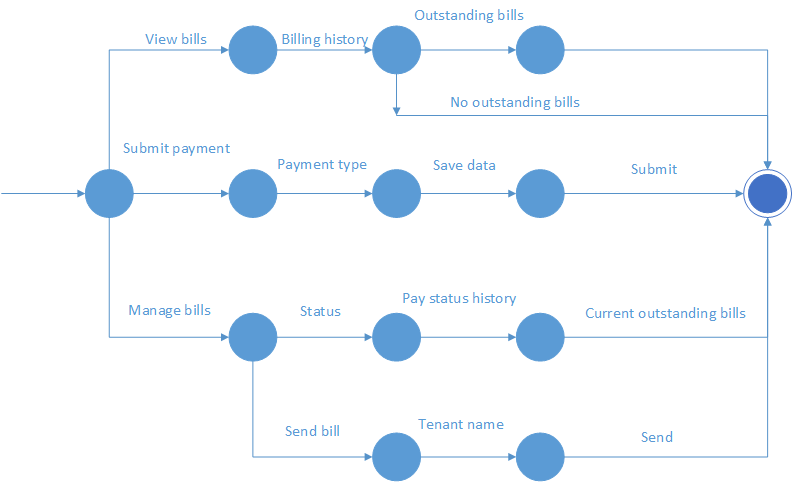 Outstanding bills
View bills
Billing history
No outstanding bills
Submit payment
Payment type
Save data
Submit
Manage bills
Status
Pay status history
Current outstanding bills
Send bill
Tenant name
Send